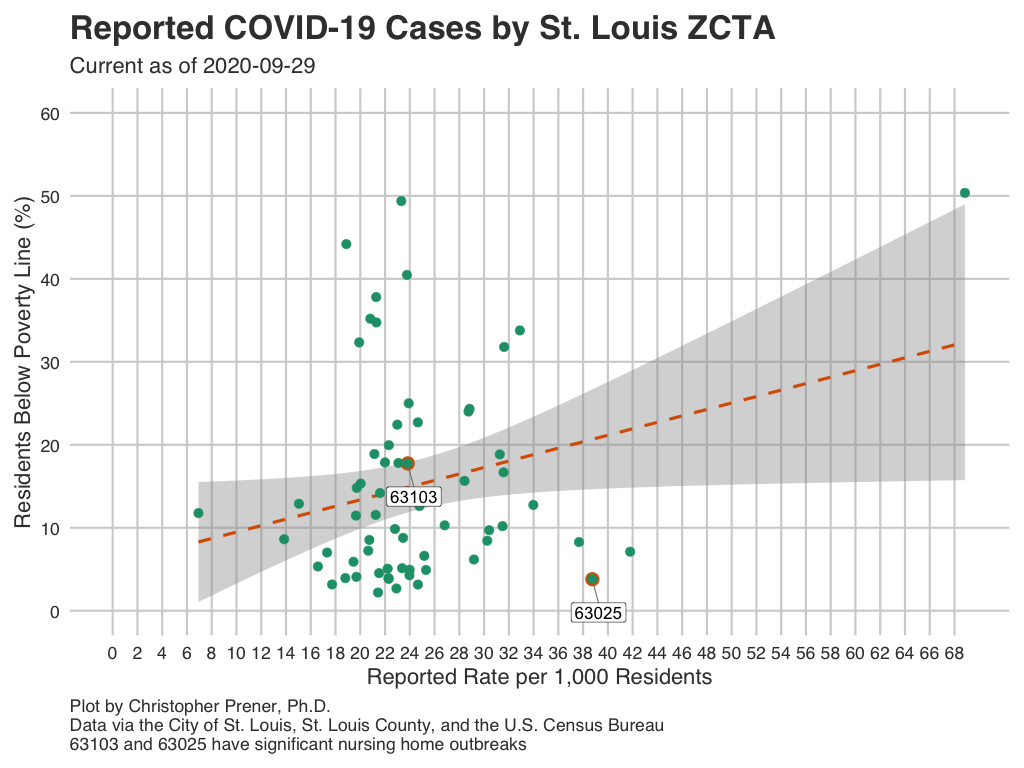 Reported COVID-19 Cases by St. Louis ZCTA
Current as of 2020-09-29
Residents Below Poverty Line (%)
60
50
40
30
20
10
0
63103
63025
0 2 4 6 8 10 12 14 16 18 20 22 24 26 28 30 32 34 36 38 40 42 44 46 48 50 52 54 56 58 60 62 64 66 68
Reported Rate per 1,000 Residents
Plot by Christopher Prener, Ph.D.
Data via the City of St. Louis, St. Louis County, and the U.S. Census Bureau
63103 and 63025 have significant nursing home outbreaks